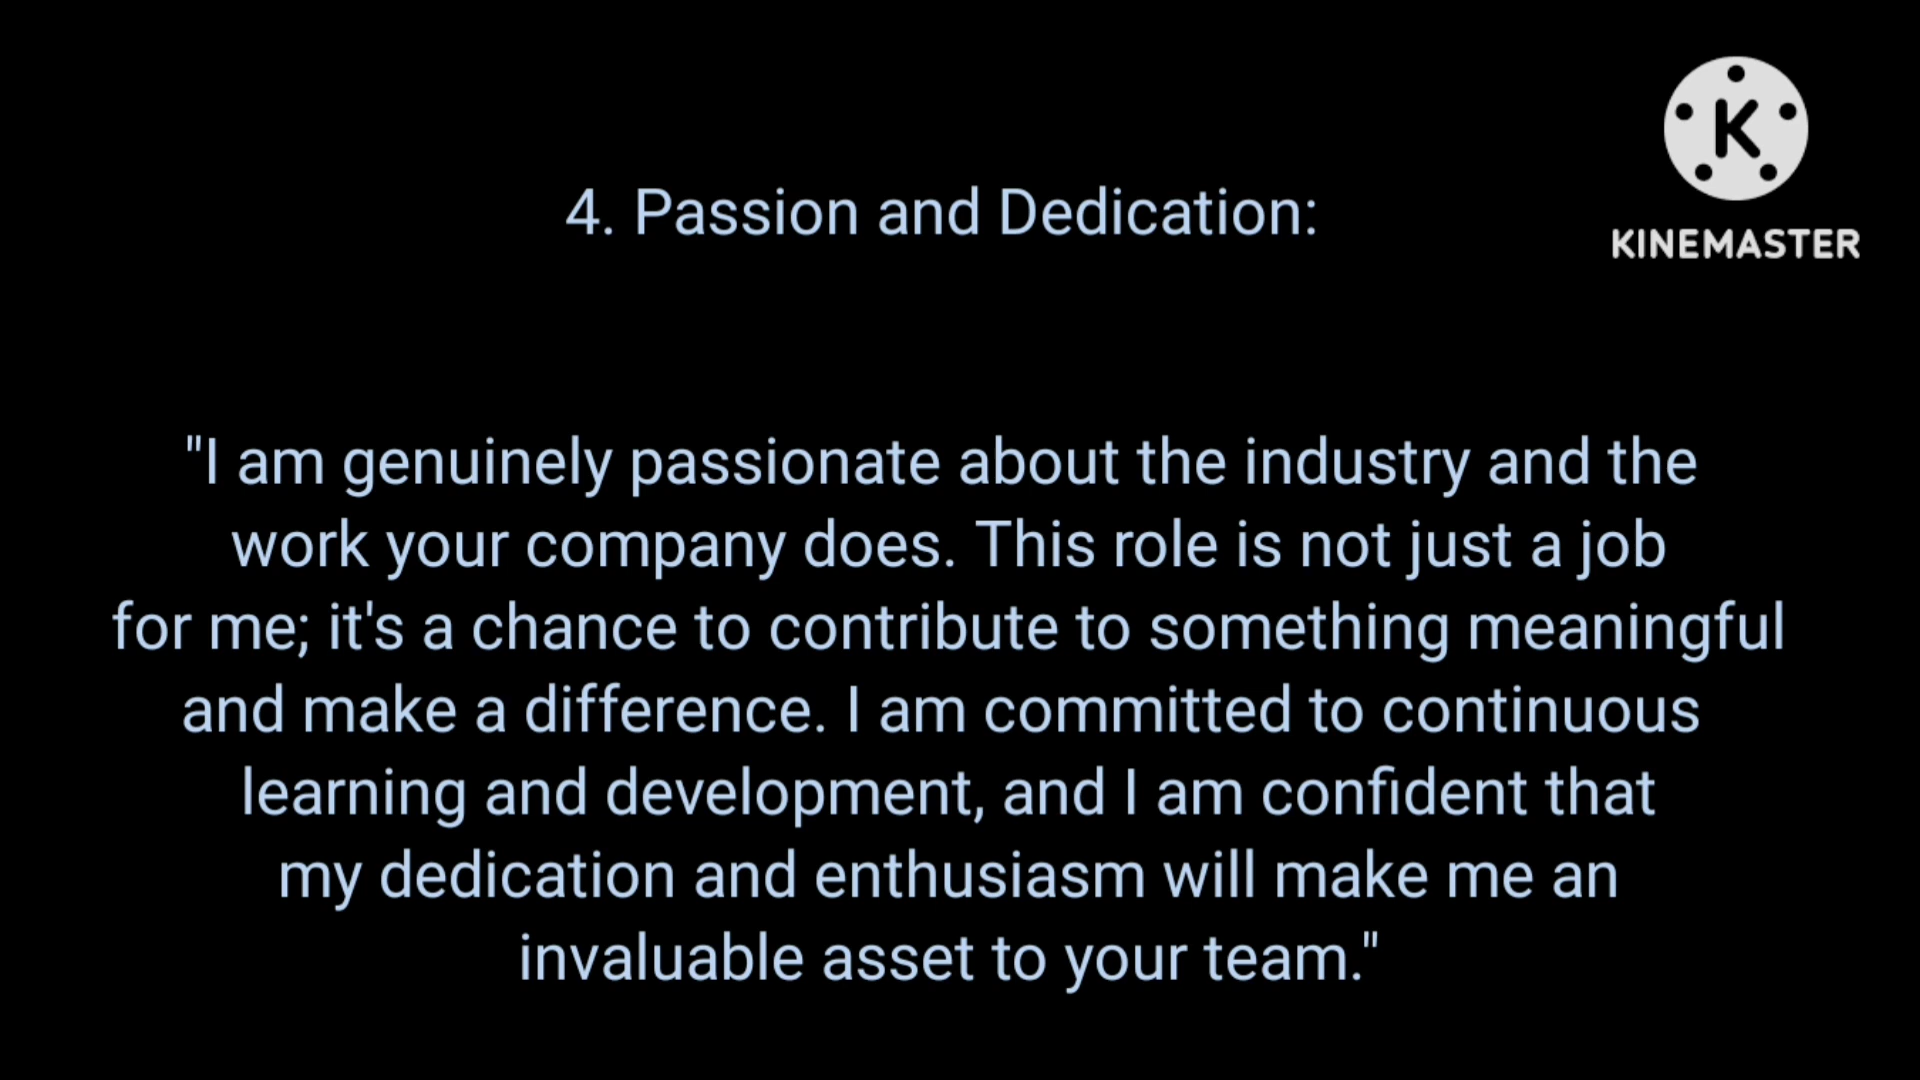 K
KINEMASTER
4. Passion and Dedication:
"I am genuinely passionate about the industry and the
work your company does. This role is not just a job
for me; it's a chance to contribute to something meaningful
and make a difference. I am committed to continuous
learning and development, and I am confident that
my dedication and enthusiasm will make me an
invaluable asset to your team."